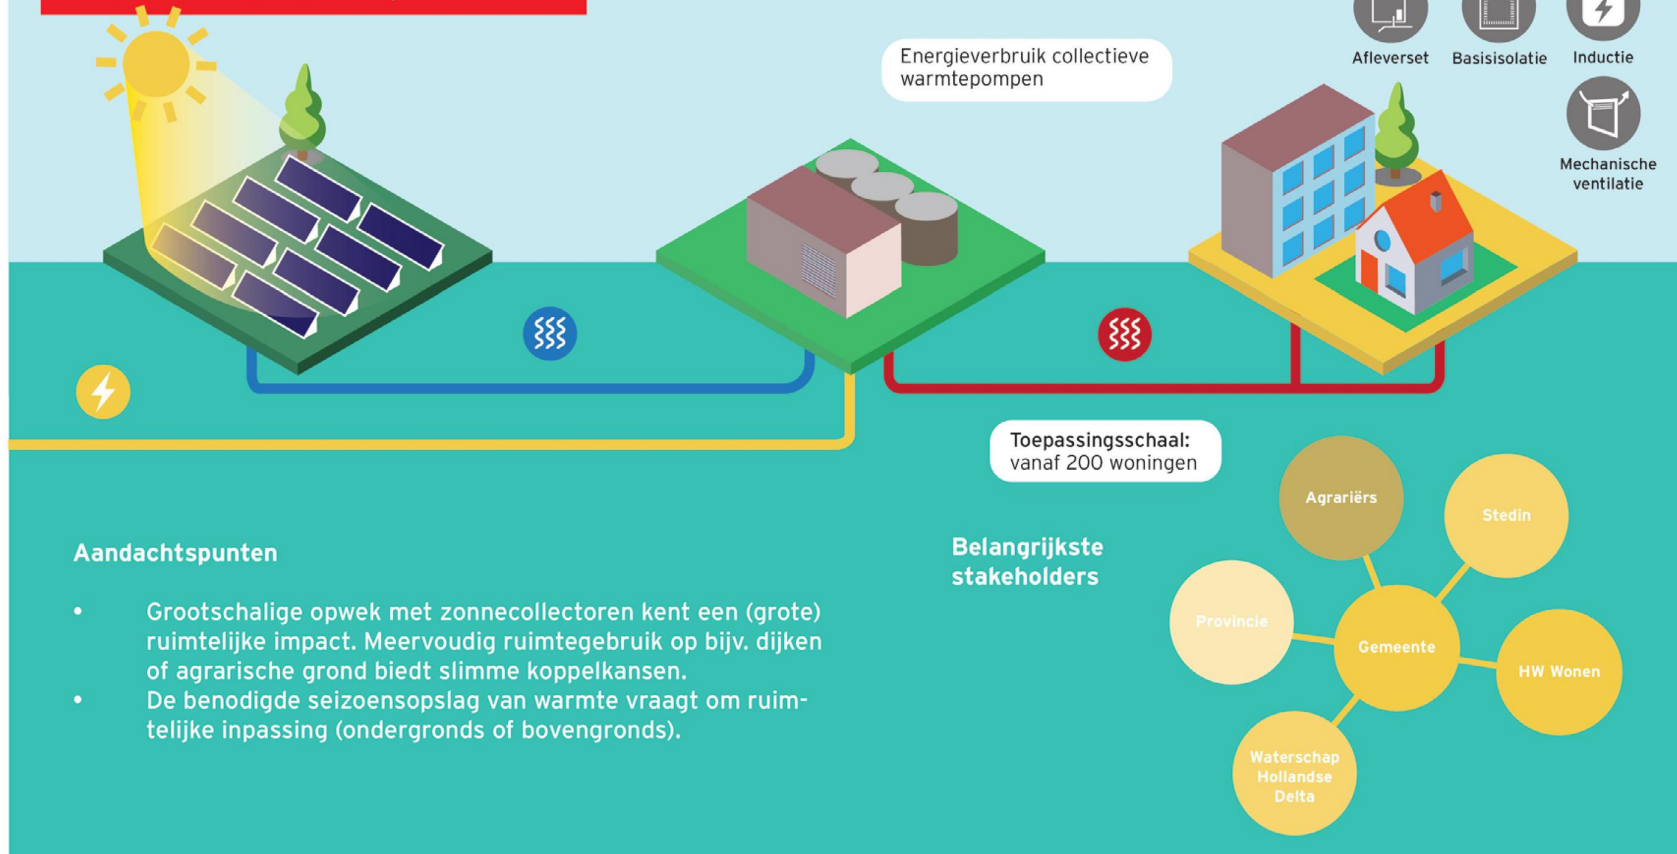 Energieverbruik collectieve
warmtepompen
Afleverset
Basisisolatie
Inductie
Mechanische
ventilatie
Toepassingsschaal:
vanaf 200 woningen
Aandachtspunten
• Grootschalige opwek met zonnecollectoren kent een (grote)
ruimtelijke impact. Meervoudig ruimtegebruik op bijv. dijken
of agrarische grond biedt slimme koppelkansen.
• De benodigde seizoensopslag van warmte vraagt om ruim-
telijke inpassing (ondergronds of bovengronds).
Belangrijkste
stakeholders
Agrariërs
Stedin
Provincie
Gemeente
HW Wonen
Waterschap
Hollandse
Delta